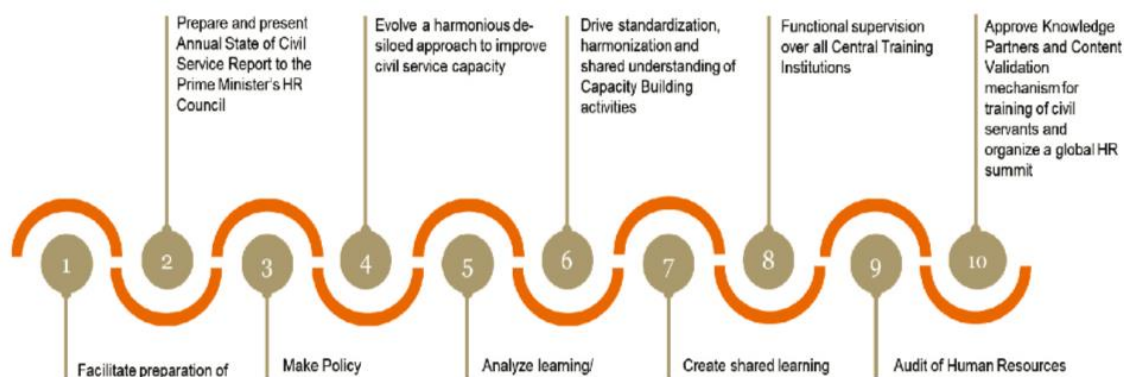 Prepare and present
Annual State of Civil
Service Report to the
Prime Minister's HR
Council
Evolve a harmonious de-
siloed approach to improve
civil service capacity
Drive standardization,
harmonization and
shared understanding of
Capacity Building
activities
Functional supervision
over all Central Training
Institutions
Approve Knowledge
Partners and Content
Validation
mechanism for
training of civil
servants and
organize a global HR
summit
1
2
3
4
5
6
7
8
9
10
Facilitate preparation of
Make Policy
Analyze learning/
Create shared learning
Audit of Human Resources